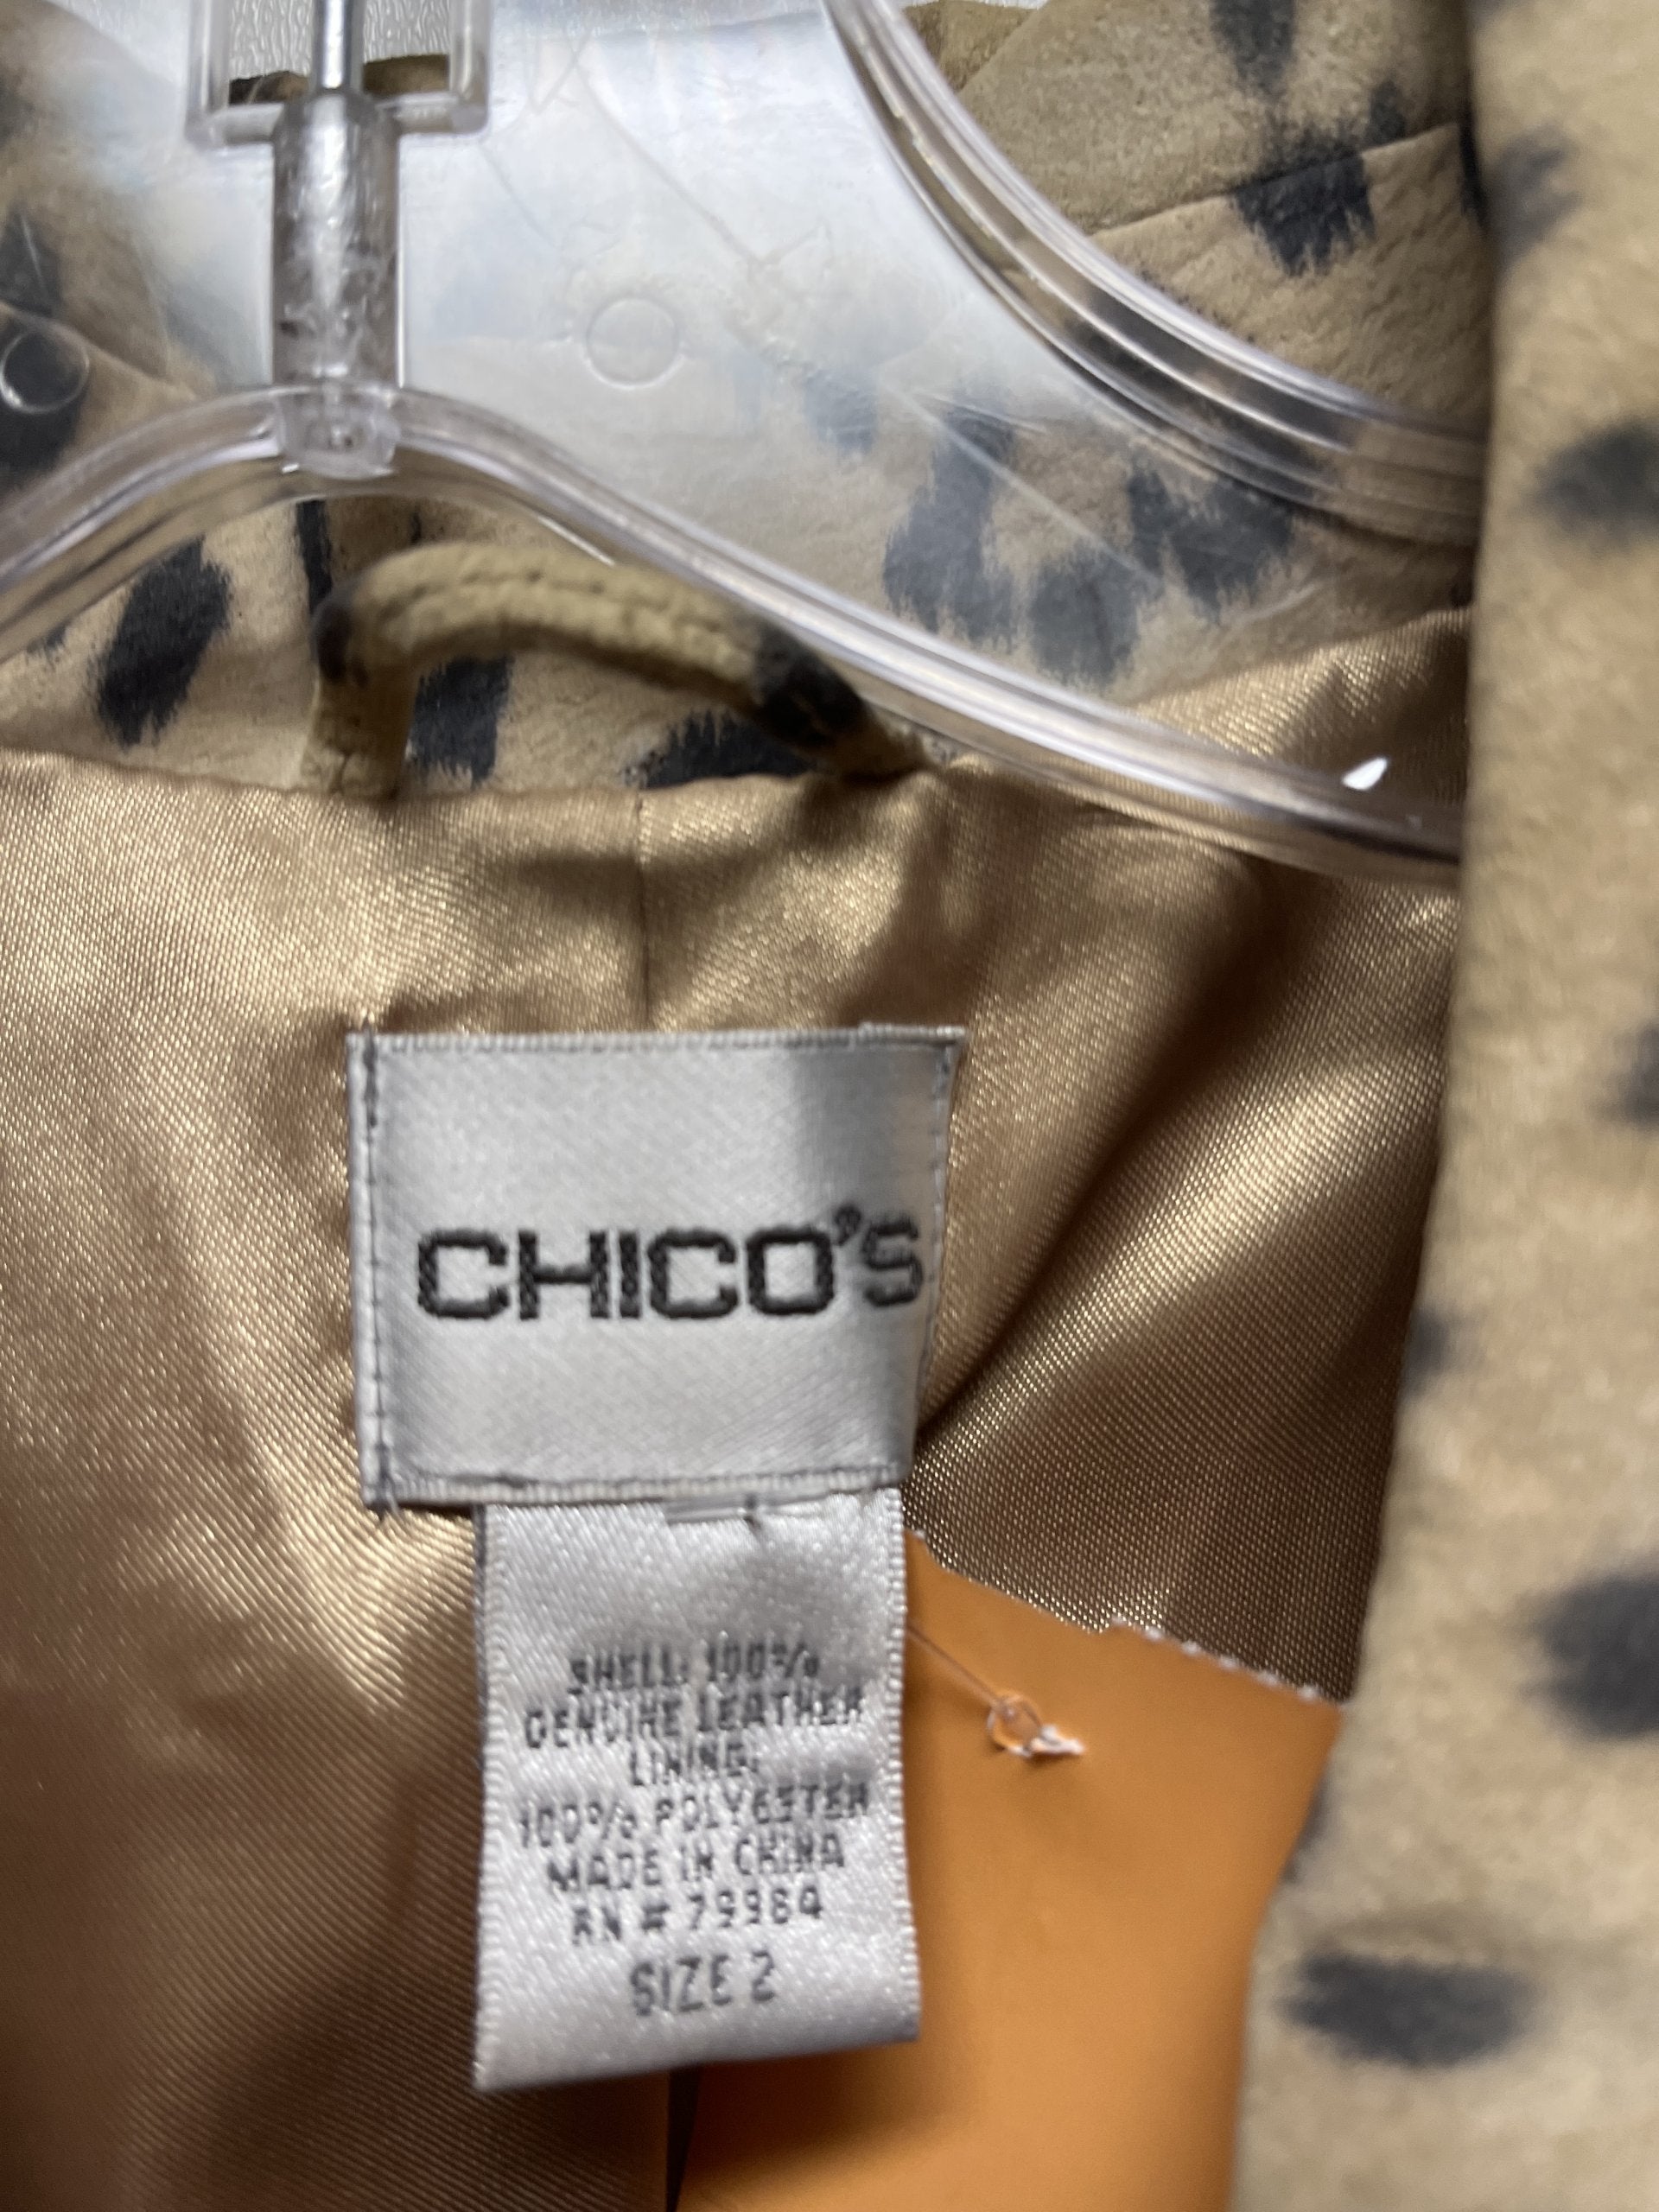 CHICO'S
SHELL: 100%
GENUINE LEATHER
LINING:
100% POLYESTER
MADE IN CHINA
RN # 79984
SIZE 2